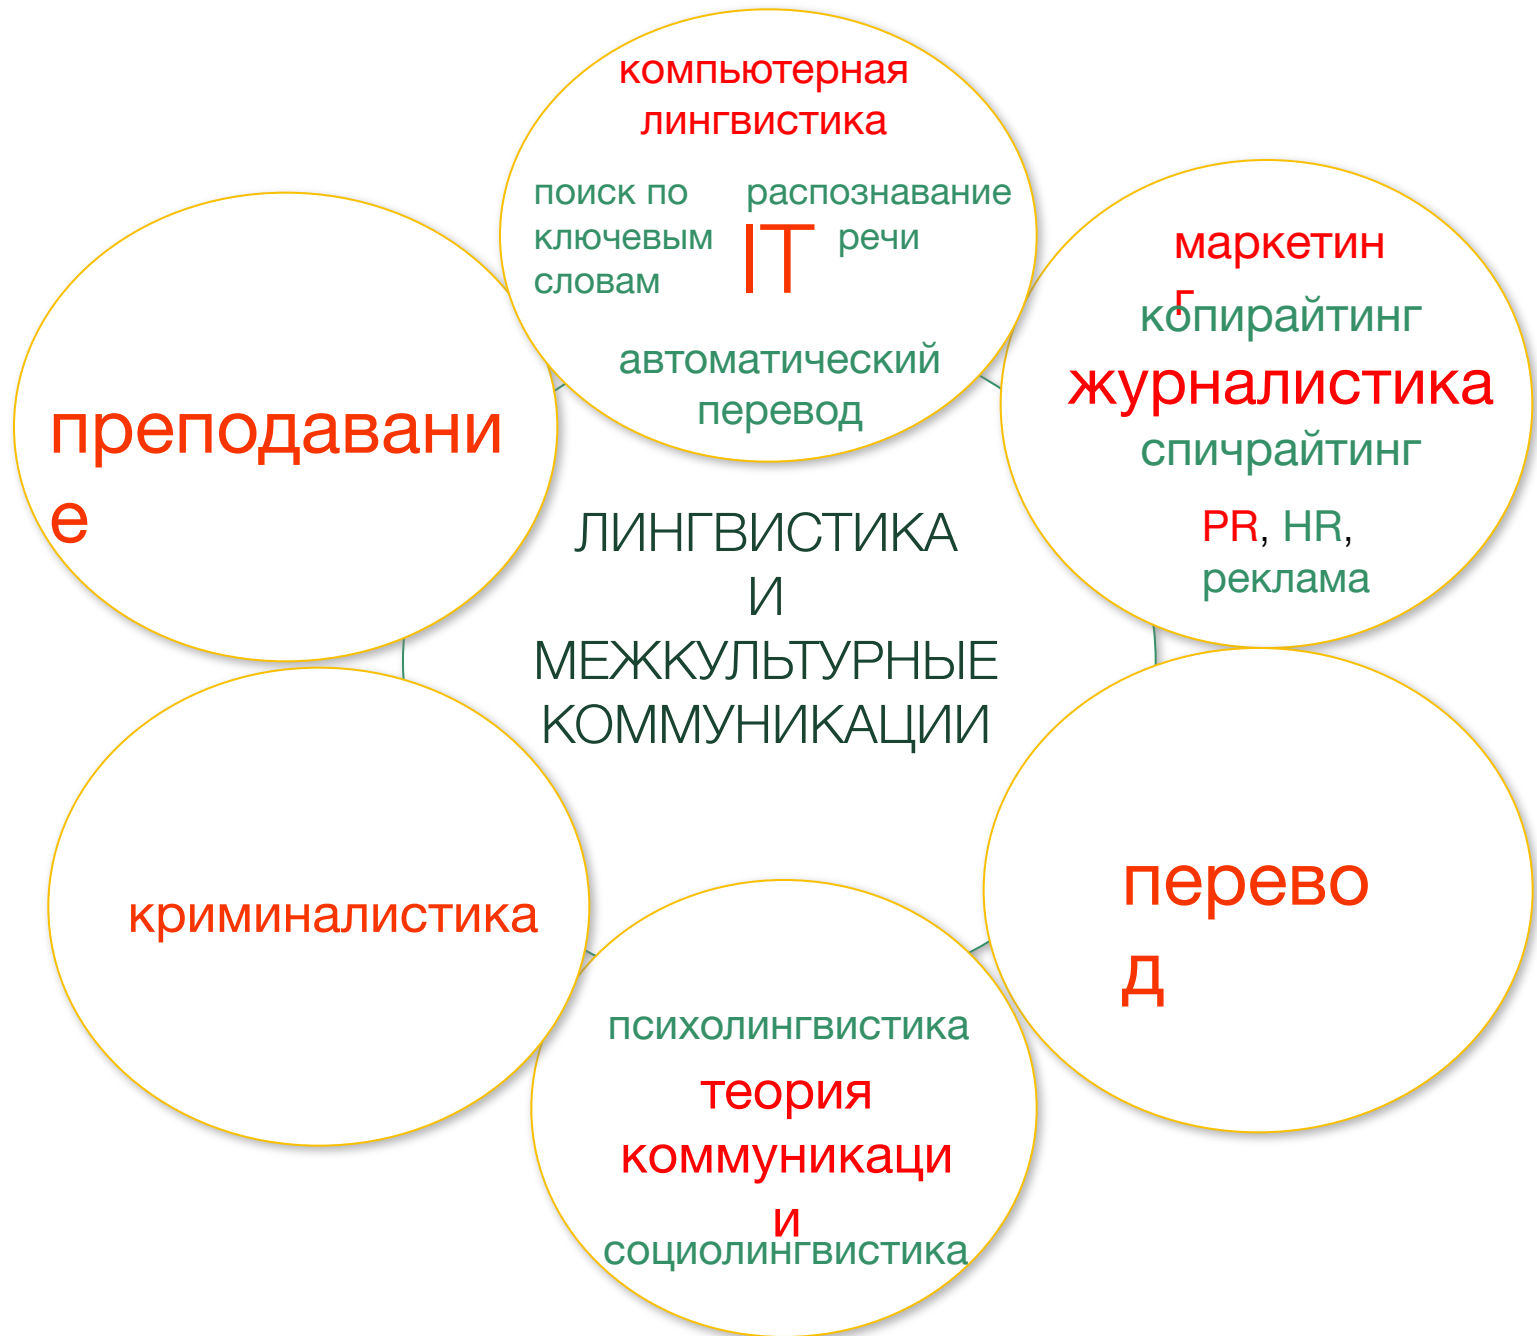 компьютерная
лингвистика
поиск по
ключевым
словам
IT
распознавание
речи
автоматический
перевод
маркетин
г
копирайтинг
журналистика
спичрайтинг
PR, HR,
реклама
преподавани
е
ЛИНГВИСТИКА
И
МЕЖКУЛЬТУРНЫЕ
КОММУНИКАЦИИ
криминалистика
перево
д
психолингвистика
теория
коммуникаци
и
социолингвистика